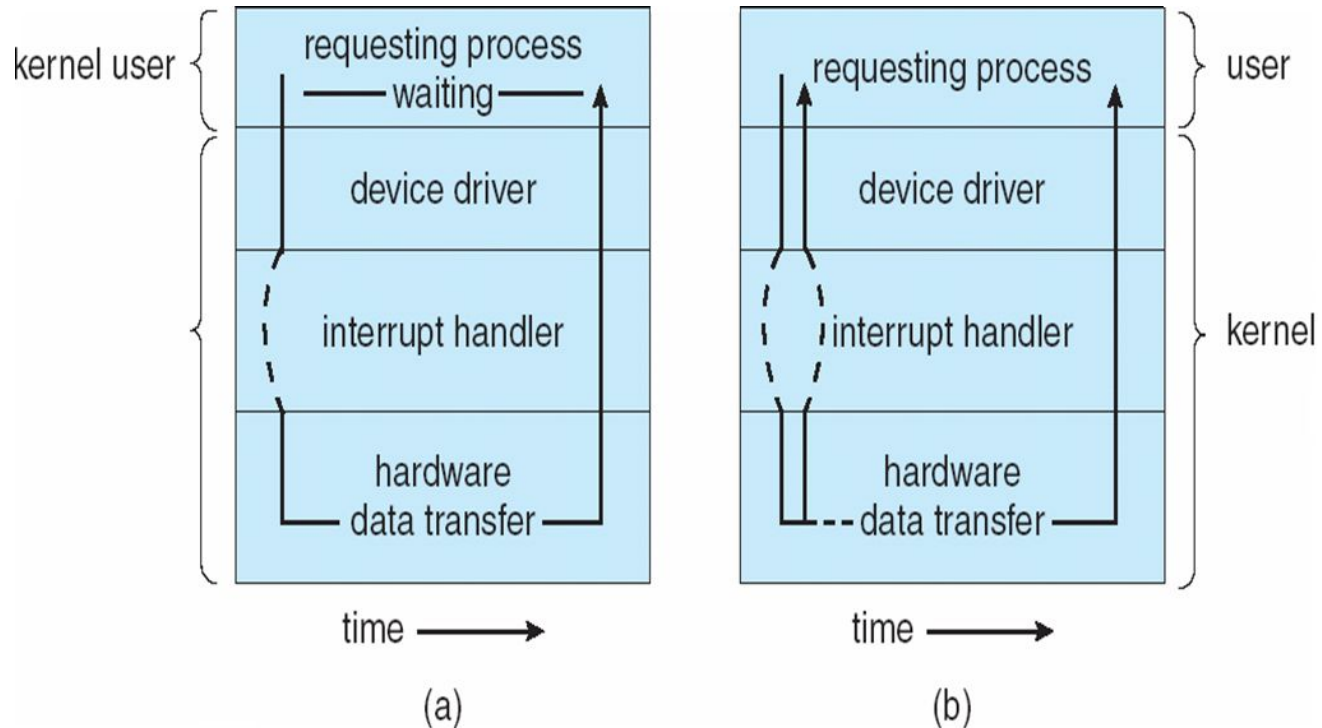 kernel user
requesting process
waiting
device driver
interrupt handler
hardware
data transfer
time
(a)
requesting process
device driver
interrupt handler
hardware
data transfer
time
(b)
user
kernel